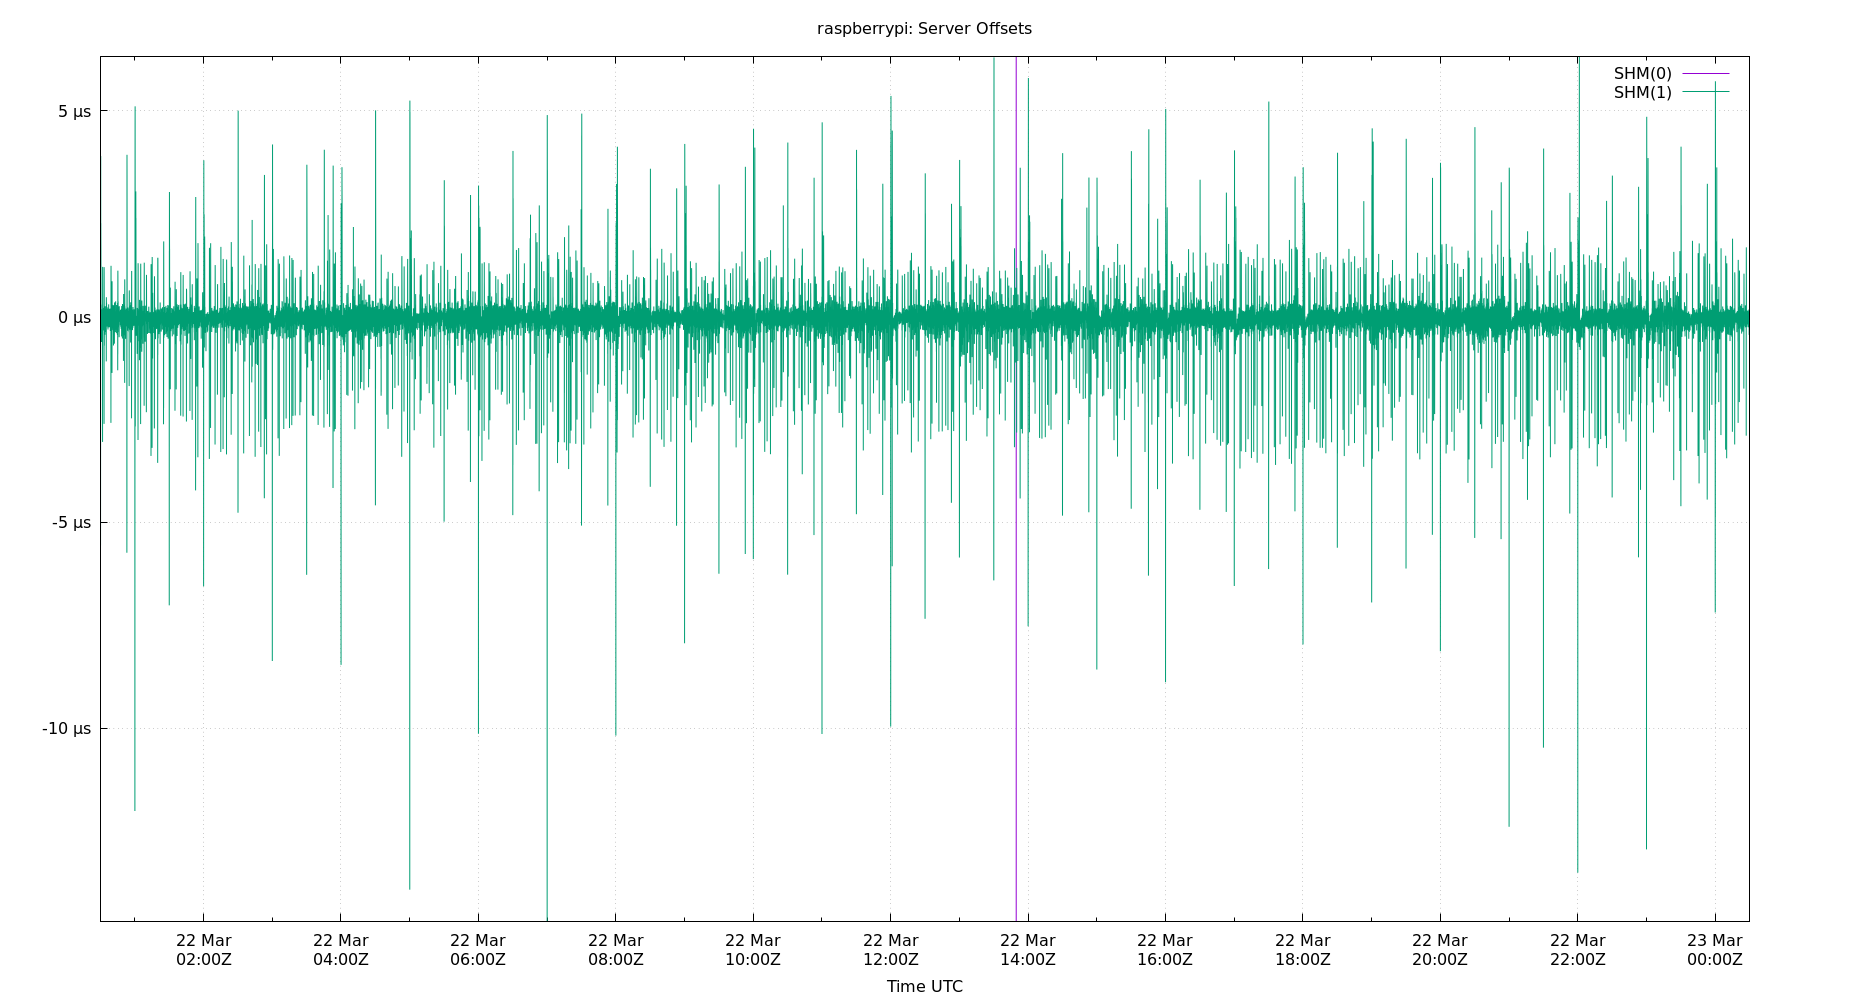 raspberrypi: Server Offsets
SHM(0)
SHM(1)
5 µs
0 µs
-5 µs
-10 µs
22 Mar 22 Mar 22 Mar 22 Mar 22 Mar 22 Mar 22 Mar 22 Mar 22 Mar 22 Mar 22 Mar 23 Mar
02:00Z 04:00Z 06:00Z 08:00Z 10:00Z 12:00Z 14:00Z 16:00Z 18:00Z 20:00Z 22:00Z 00:00Z
Time UTC